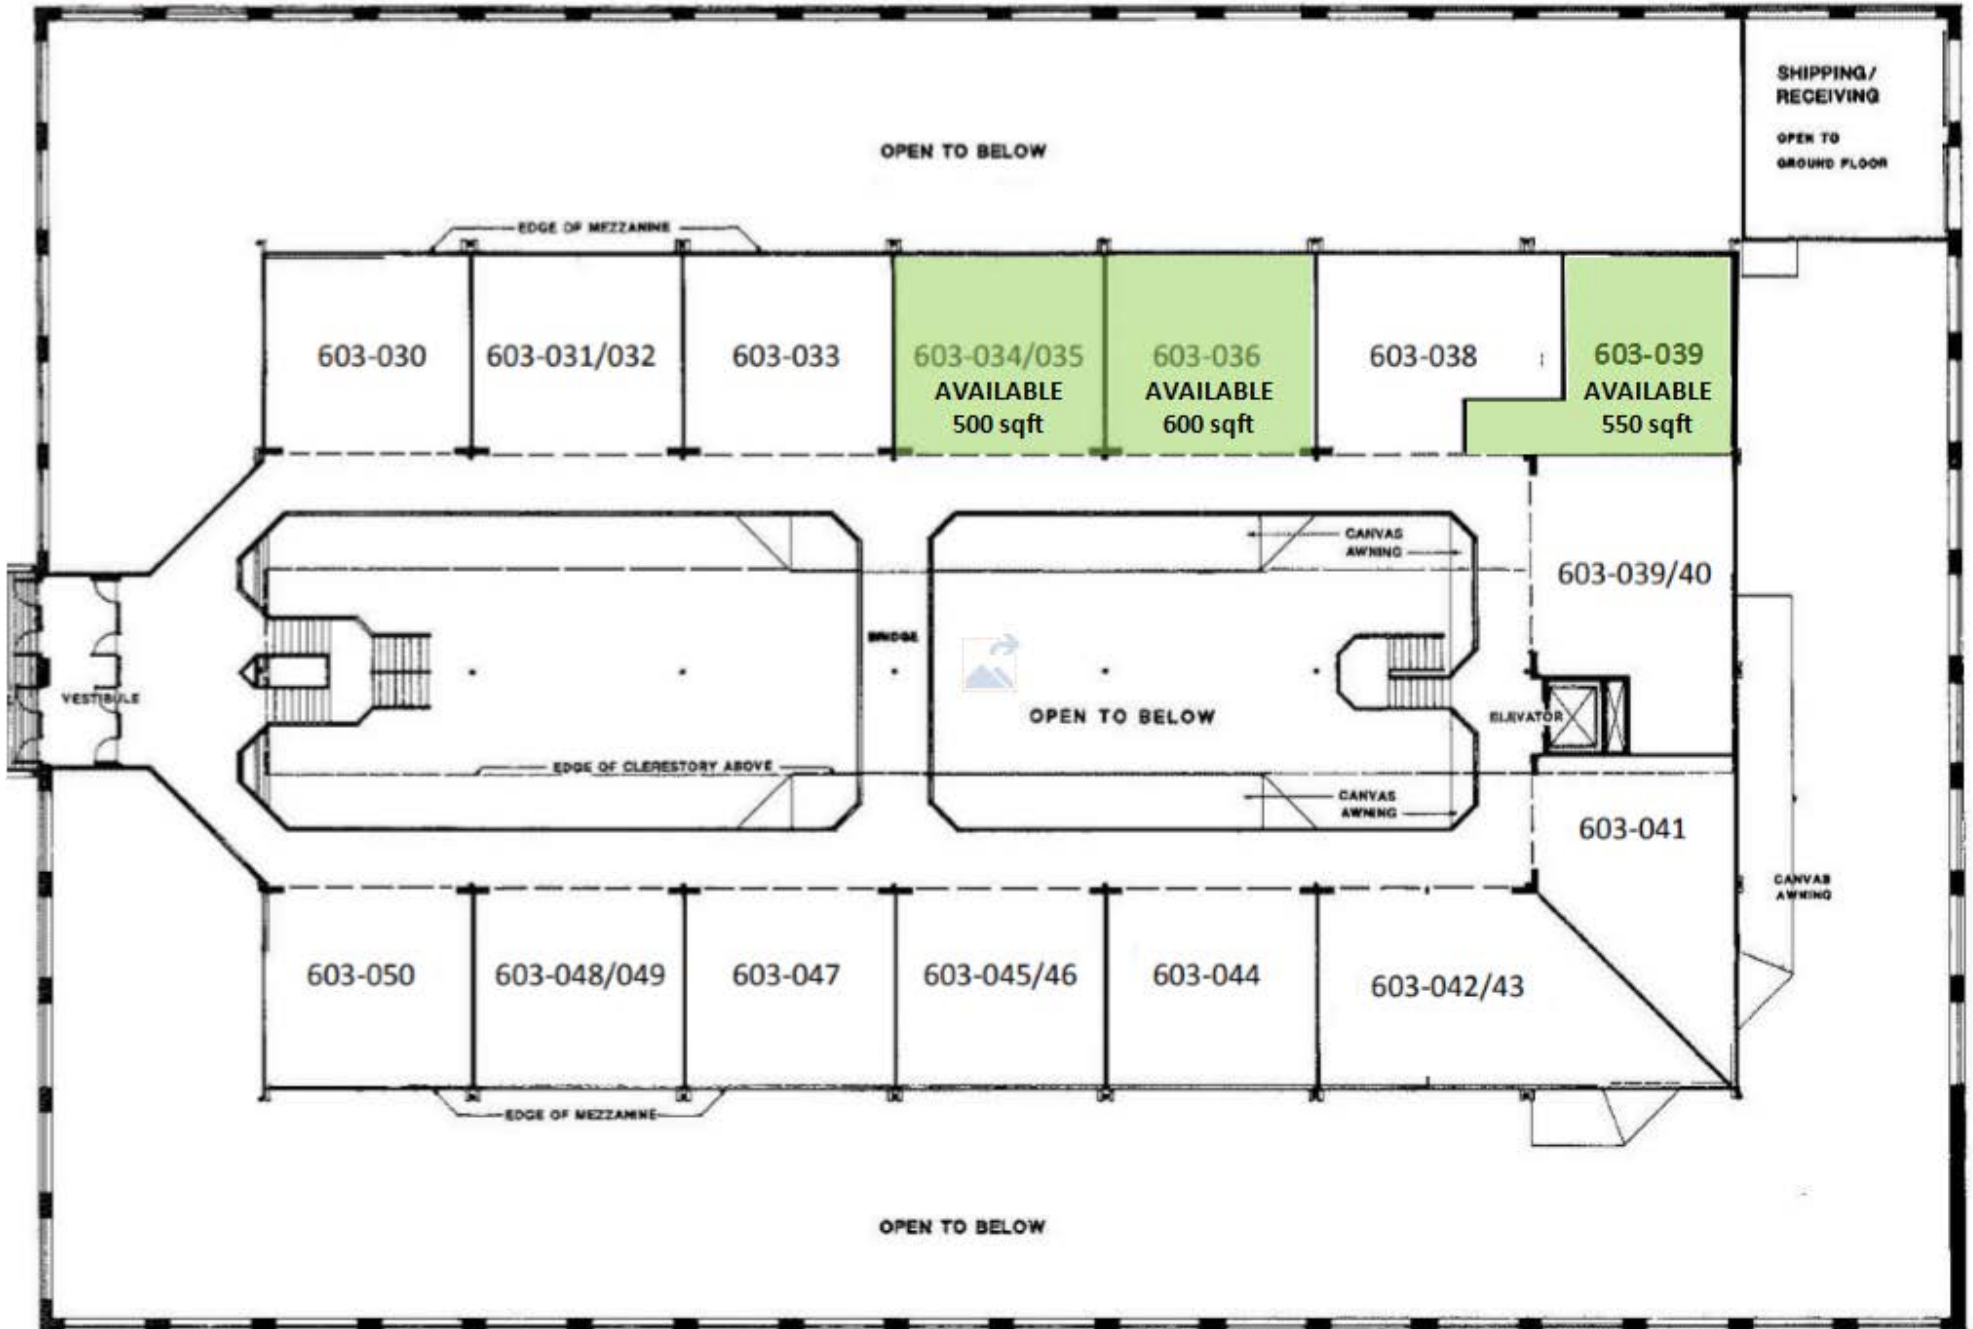 SHIPPING/
RECEIVING
OPEN TO
GROUND FLOOR
OPEN TO BELOW
EDGE OF MEZZANINE
603-030
603-031/032
603-033
603-034/035
AVAILABLE
500 sqft
603-036
AVAILABLE
600 sqft
603-038
603-039
AVAILABLE
550 sqft
CANVAS
AWNING
603-039/40
BRIDGE
VESTIBULE
OPEN TO BELOW
ELEVATOR
EDGE OF CLERESTORY ABOVE
CANVAS
AWNING
603-041
CANVAS
AWNING
603-050
603-048/049
603-047
603-045/46
603-044
603-042/43
EDGE OF MEZZANINE
OPEN TO BELOW